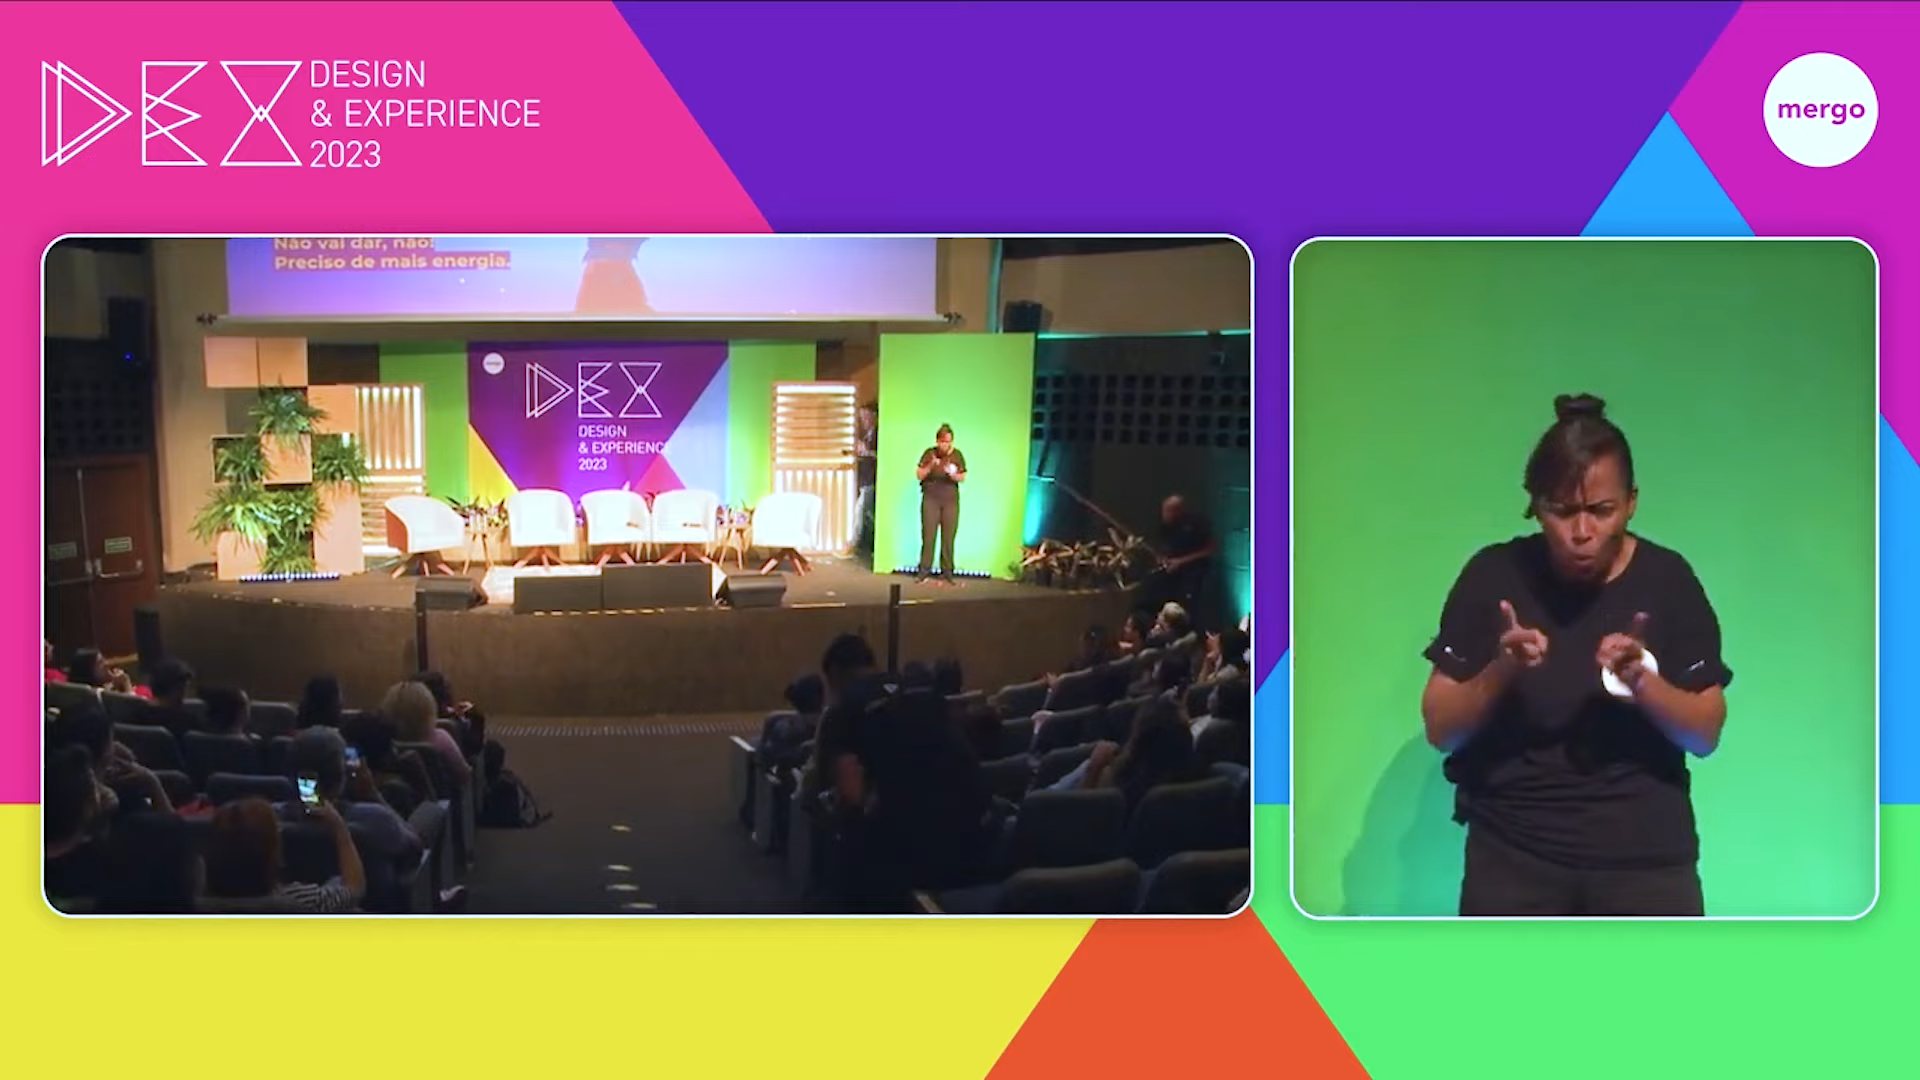 DEX
DESIGN
& EXPERIENCE
2023
mergo
Não vai dar, não!
Preciso de mais energia.
DEX
DESIGN
& EXPERIENCE
2023